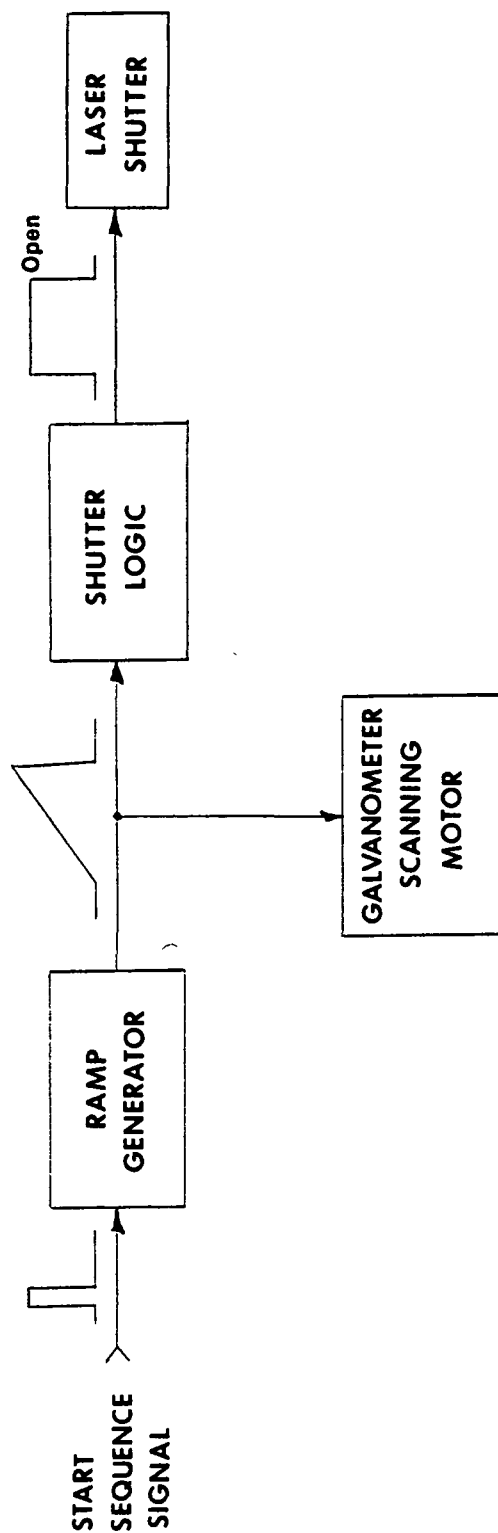 START
SEQUENCE
SIGNAL
RAMP
GENERATOR
GALVANOMETER
SCANNING
MOTOR
SHUTTER
LOGIC
Open
LASER
SHUTTER